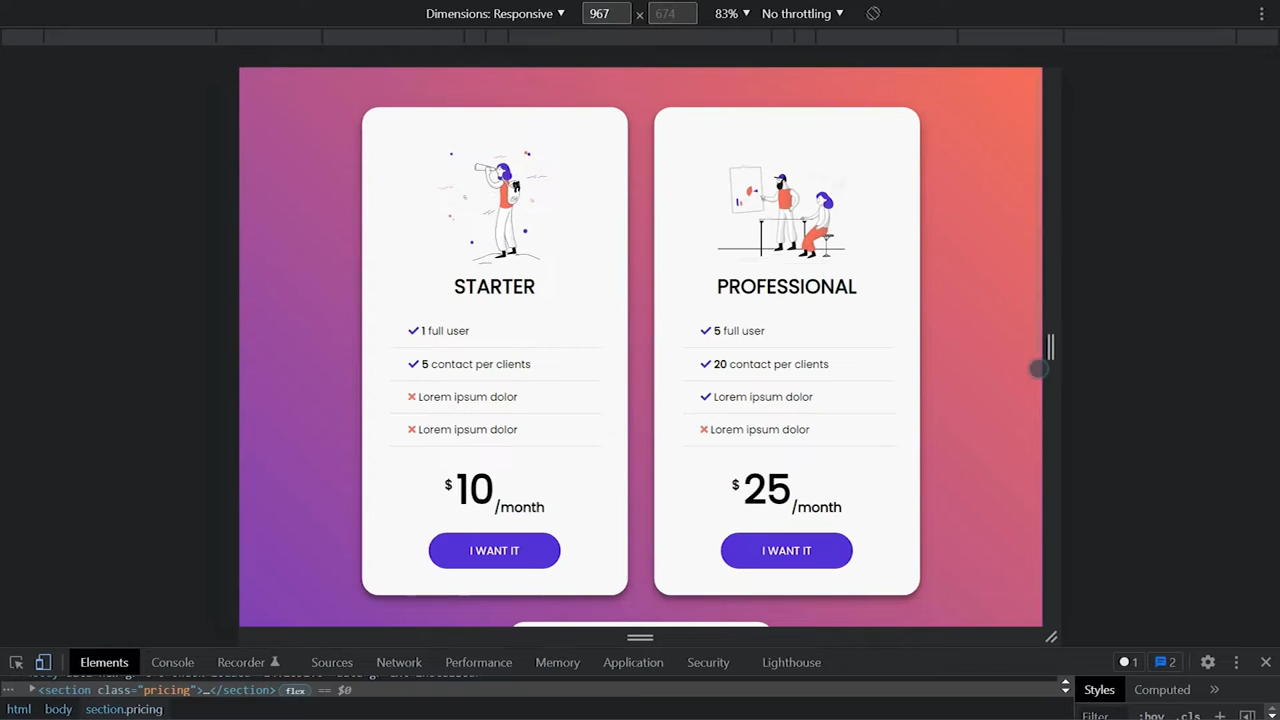 Dimensions: Responsive 967 × 674 83% No throttling
STARTER
1 full user
5 contact per clients
Lorem ipsum dolor
Lorem ipsum dolor
$10/month
I WANT IT
PROFESSIONAL
5 full user
20 contact per clients
Lorem ipsum dolor
Lorem ipsum dolor
$25/month
I WANT IT
Elements Console Recorder Sources Network Performance Memory Application Security Lighthouse 1 2
<section class="pricing">…</section> flex == $0
Styles Computed »
html body section.pricing
Filter :hov .cls